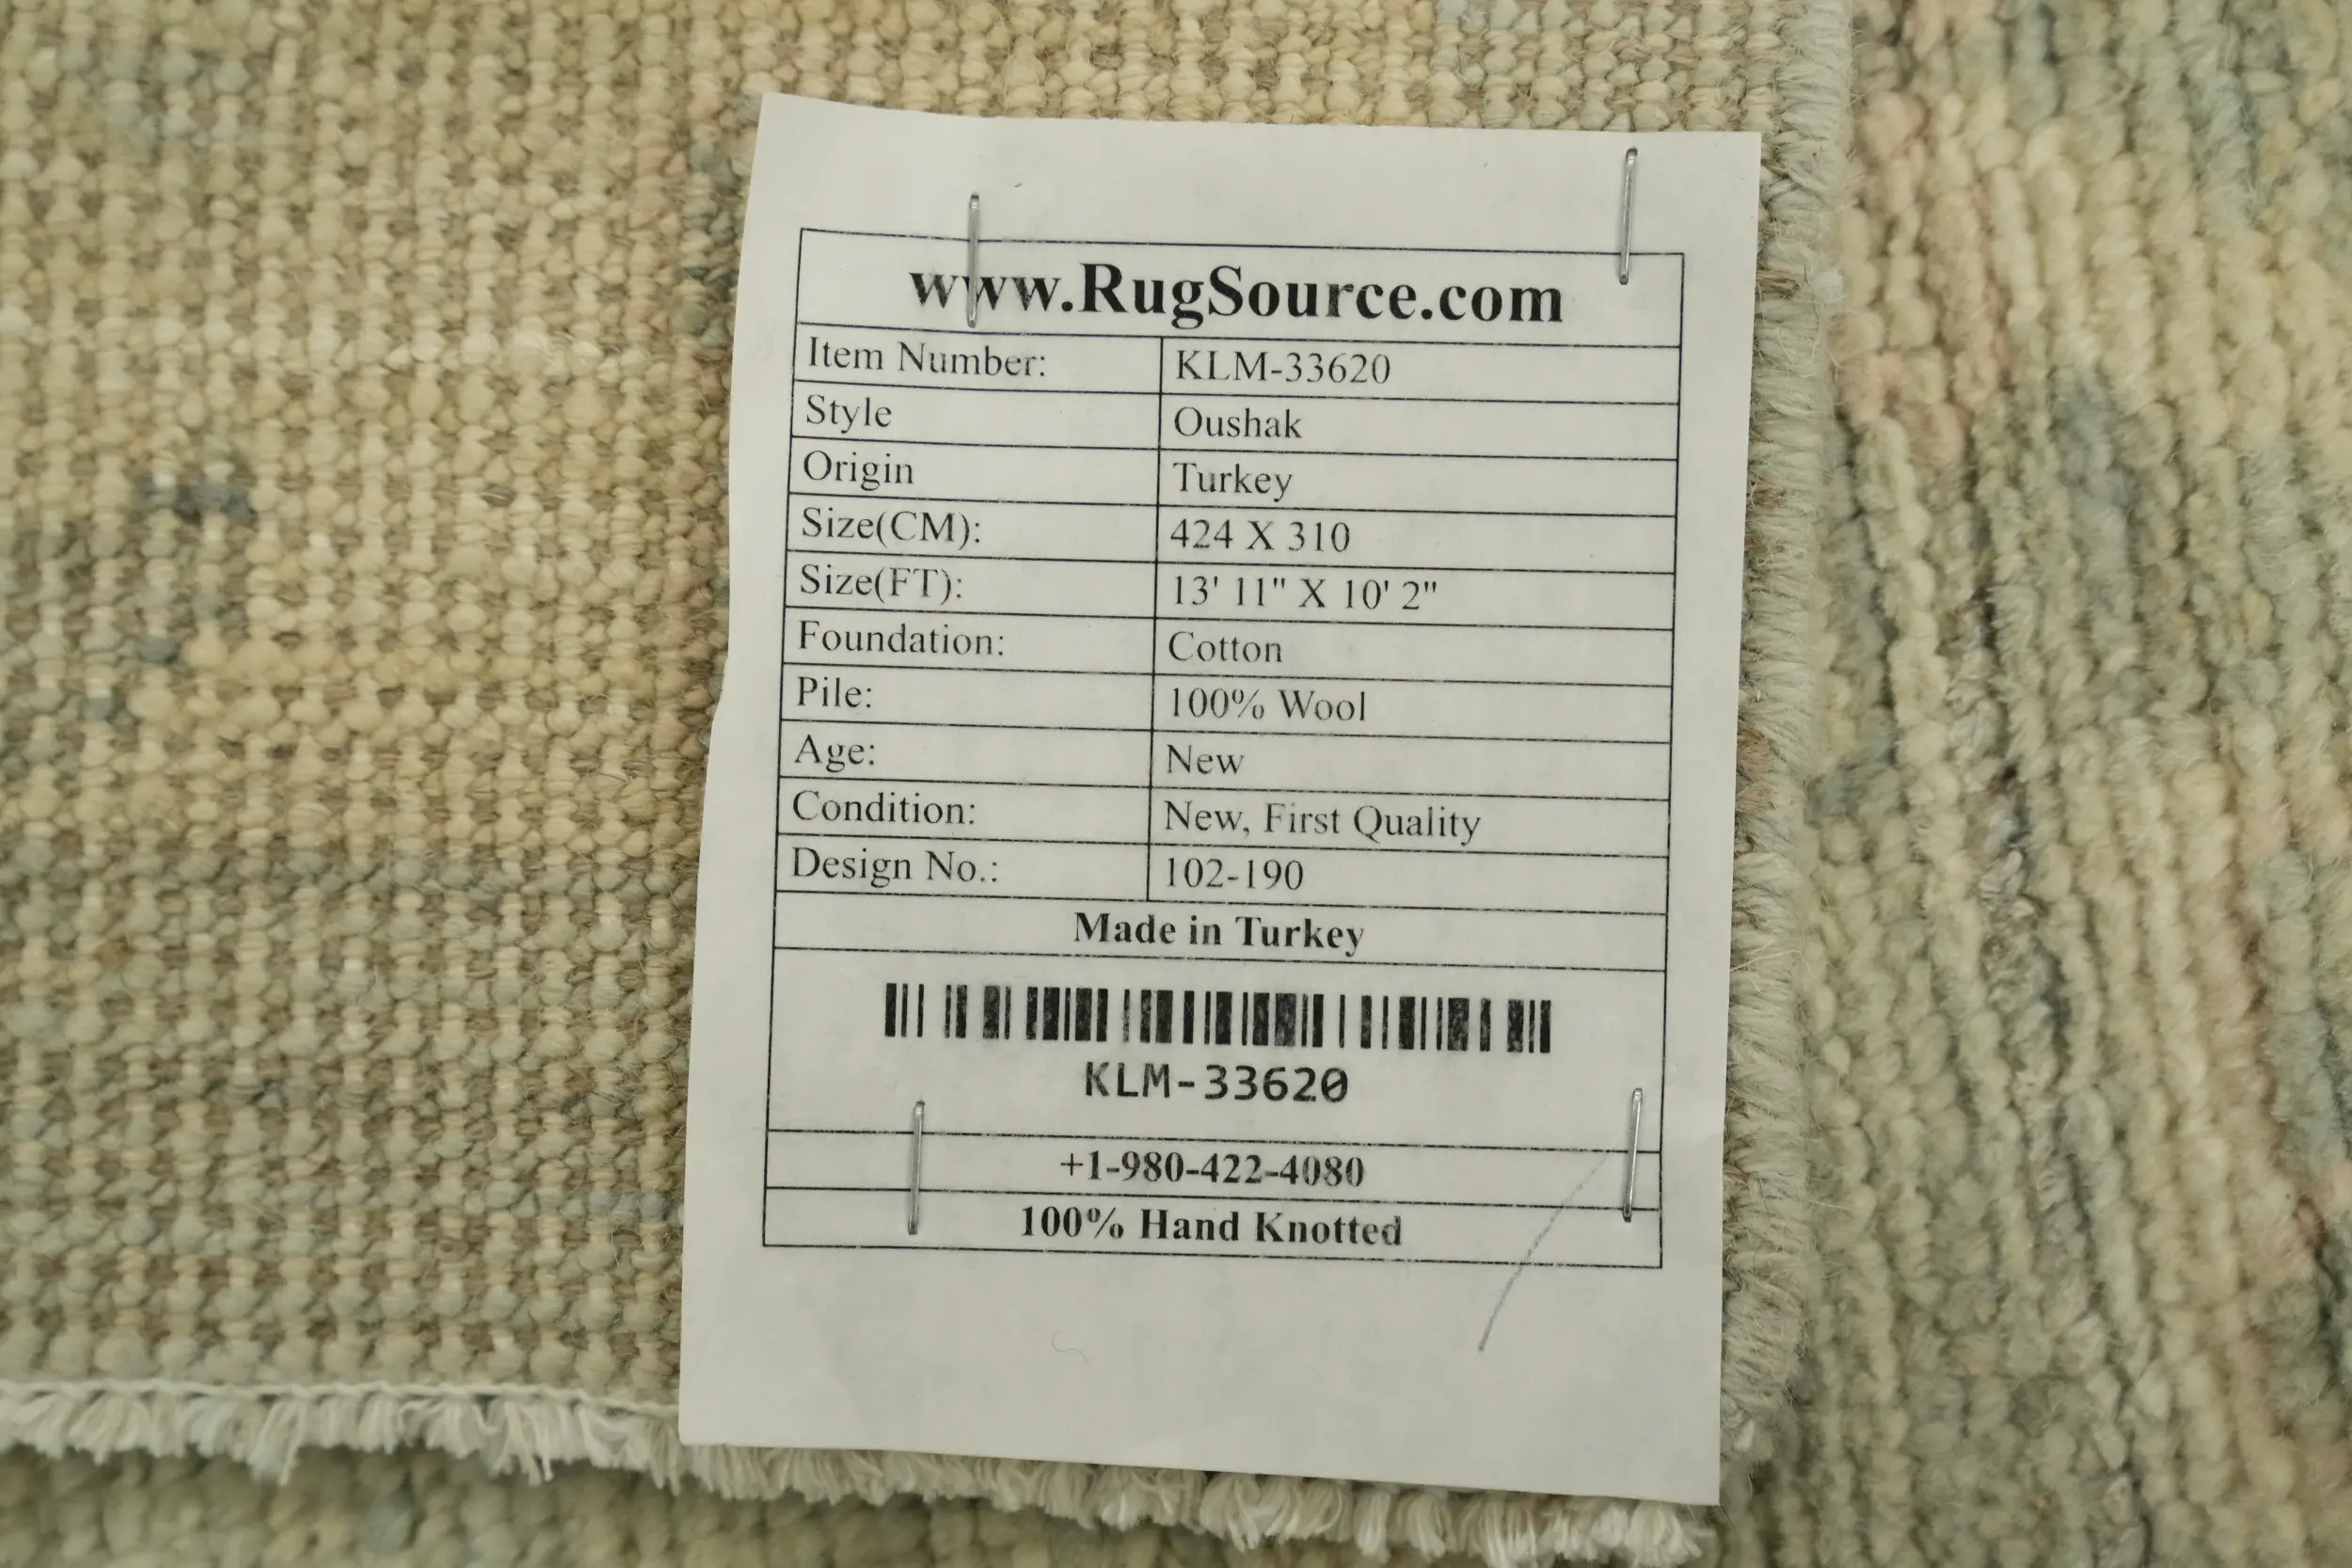 www.RugSource.com
Item Number: KLM-33620
Style Oushak
Origin Turkey
Size(CM): 424 X 310
Size(FT): 13' 11" X 10' 2"
Foundation: Cotton
Pile: 100% Wool
Age: New
Condition: New, First Quality
Design No.: 102-190
Made in Turkey
KLM-33620
+1-980-422-4080
100% Hand Knotted